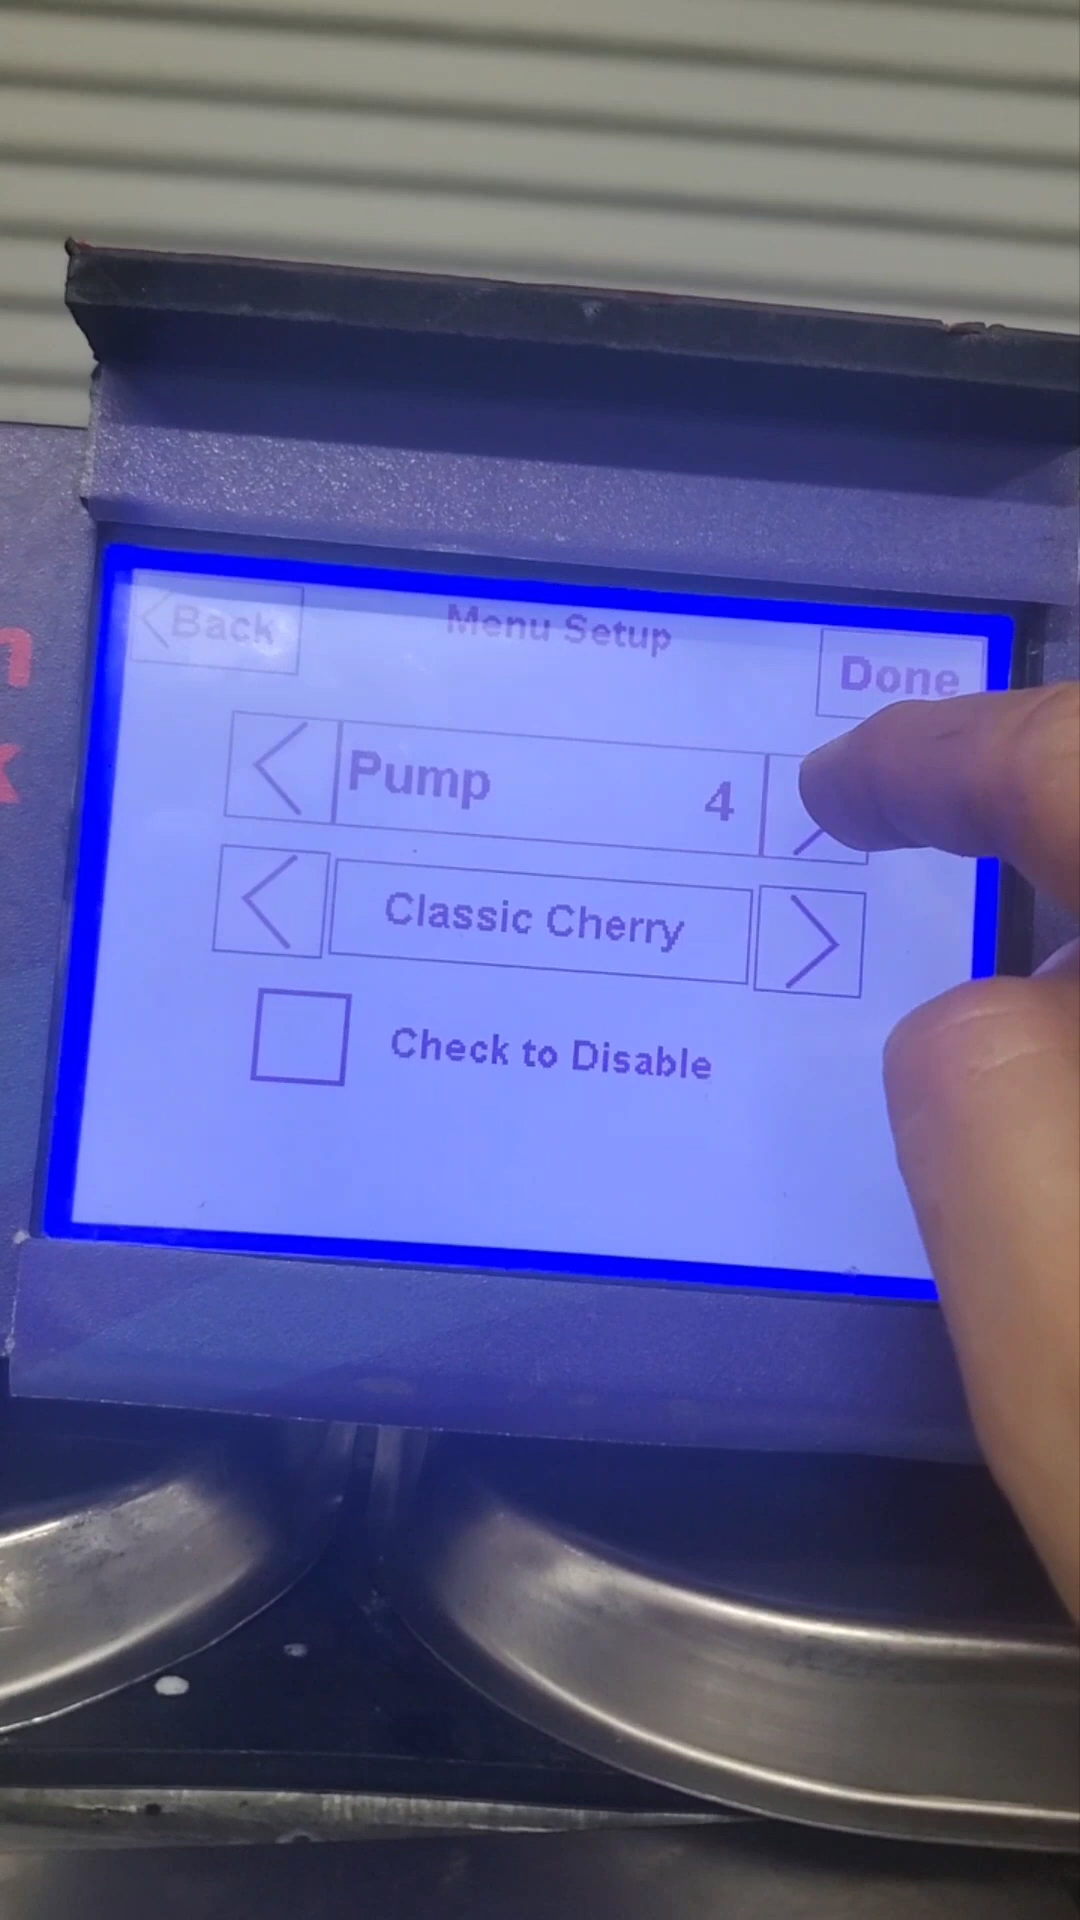 Back
Menu Setup
Done
Pump 4
Classic Cherry
Check to Disable